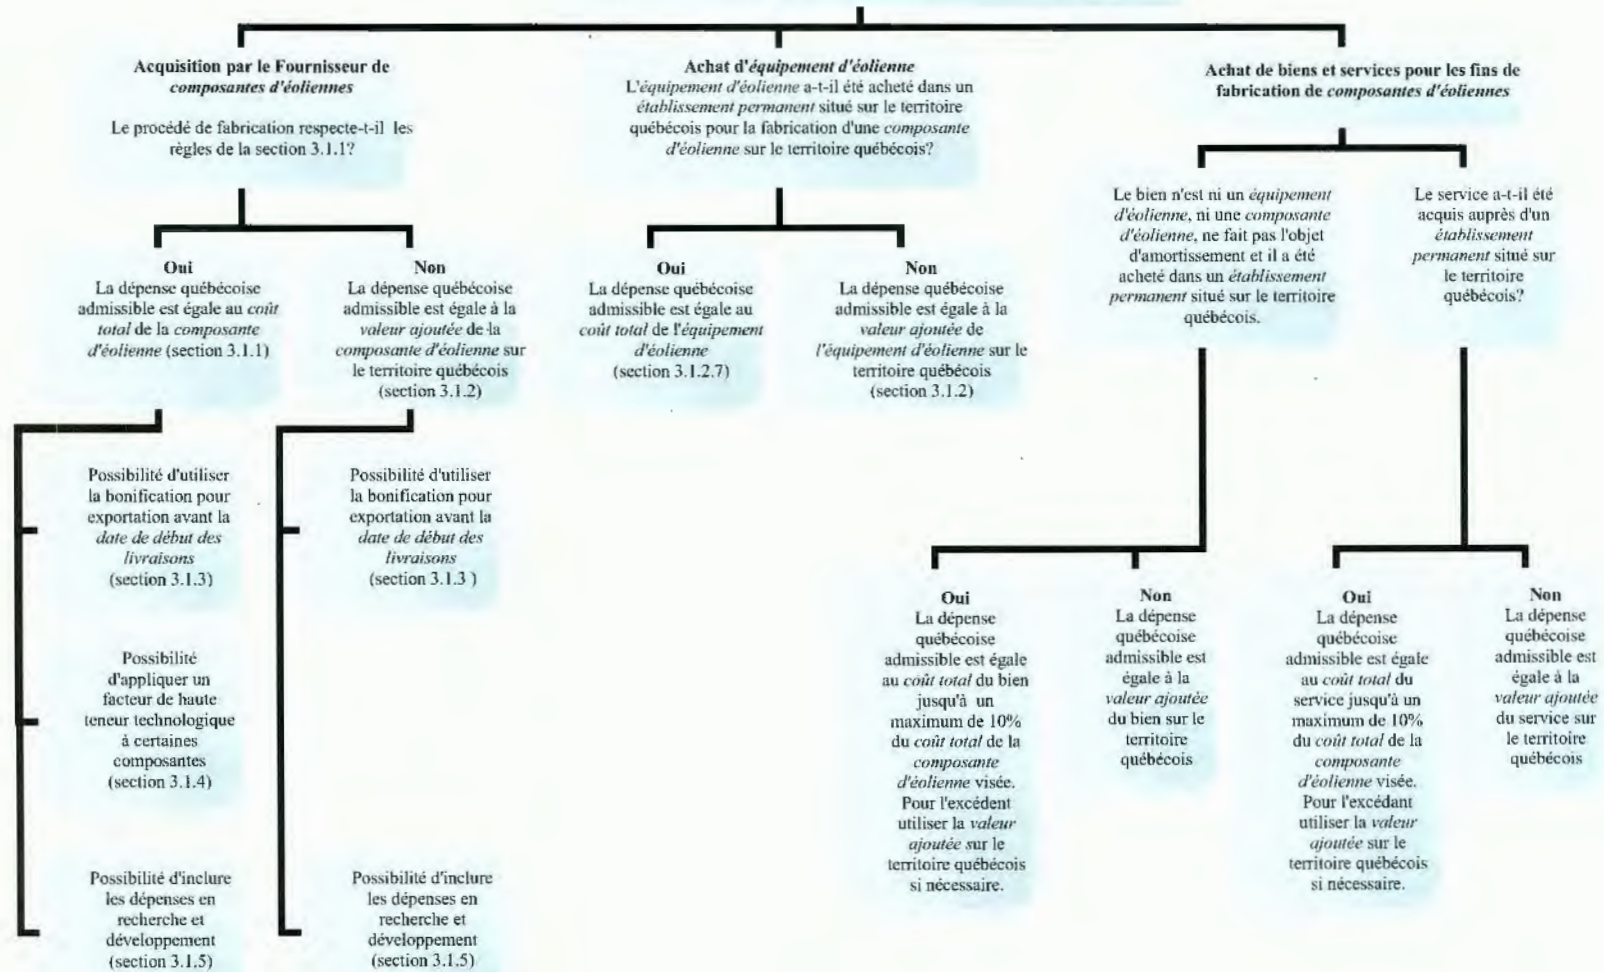 Acquisition par le Fournisseur de
composantes d'éoliennes
Le procédé de fabrication respecte-t-il les
règles de la section 3.1.1?
Oui
La dépense québécoise
admissible est égale au coût
total de la composante
d'éolienne (section 3.1.1)
Non
La dépense québécoise
admissible est égale à la
valeur ajoutée de la
composante d'éolienne sur
le territoire québécois
(section 3.1.2)
Possibilité d'utiliser
la bonification pour
exportation avant la
date de début des
livraisons
(section 3.1.3)
Possibilité
d'appliquer un
facteur de haute
teneur technologique
à certaines
composantes
(section 3.1.4)
Possibilité d'inclure
les dépenses en
recherche et
développement
(section 3.1.5)
Possibilité d'utiliser
la bonification pour
exportation avant la
date de début des
livraisons
(section 3.1.3 )
Possibilité d'inclure
les dépenses en
recherche et
développement
(section 3.1.5)
Achat d'équipement d'éolienne
L'équipement d'éolienne a-t-il été acheté dans un
établissement permanent situé sur le territoire
québécois pour la fabrication d'une composante
d'éolienne sur le territoire québécois?
Oui
La dépense québécoise
admissible est égale au
coût total de l'équipement
d'éolienne
(section 3.1.2.7)
Non
La dépense québécoise
admissible est égale à la
valeur ajoutée de
l'équipement d'éolienne sur le
territoire québécois
(section 3.1.2)
Achat de biens et services pour les fins de
fabrication de composantes d'éoliennes
Le bien n'est ni un équipement
d'éolienne, ni une composante
d'éolienne, ne fait pas l'objet
d'amortissement et il a été
acheté dans un établissement
permanent situé sur le territoire
québécois.
Oui
La dépense
québécoise
admissible est égale
au coût total du bien
jusqu'à un
maximum de 10%
du coût total de la
composante
d'éolienne visée.
Pour l'excédent
utiliser la valeur
ajoutée sur le
territoire québécois
si nécessaire.
Non
La dépense
québécoise
admissible est
égale à la
valeur ajoutée
du bien sur le
territoire
québécois
Le service a-t-il été
acquis auprès d'un
établissement
permanent situé sur
le territoire
québécois?
Oui
La dépense
québécoise
admissible est égale
au coût total du
service jusqu'à un
maximum de 10%
du coût total de la
composante
d'éolienne visée.
Pour l'excédant
utiliser la valeur
ajoutée sur le
territoire québécois
si nécessaire.
Non
La dépense
québécoise
admissible est
égale à la
valeur ajoutée
du service sur
le territoire
québécois